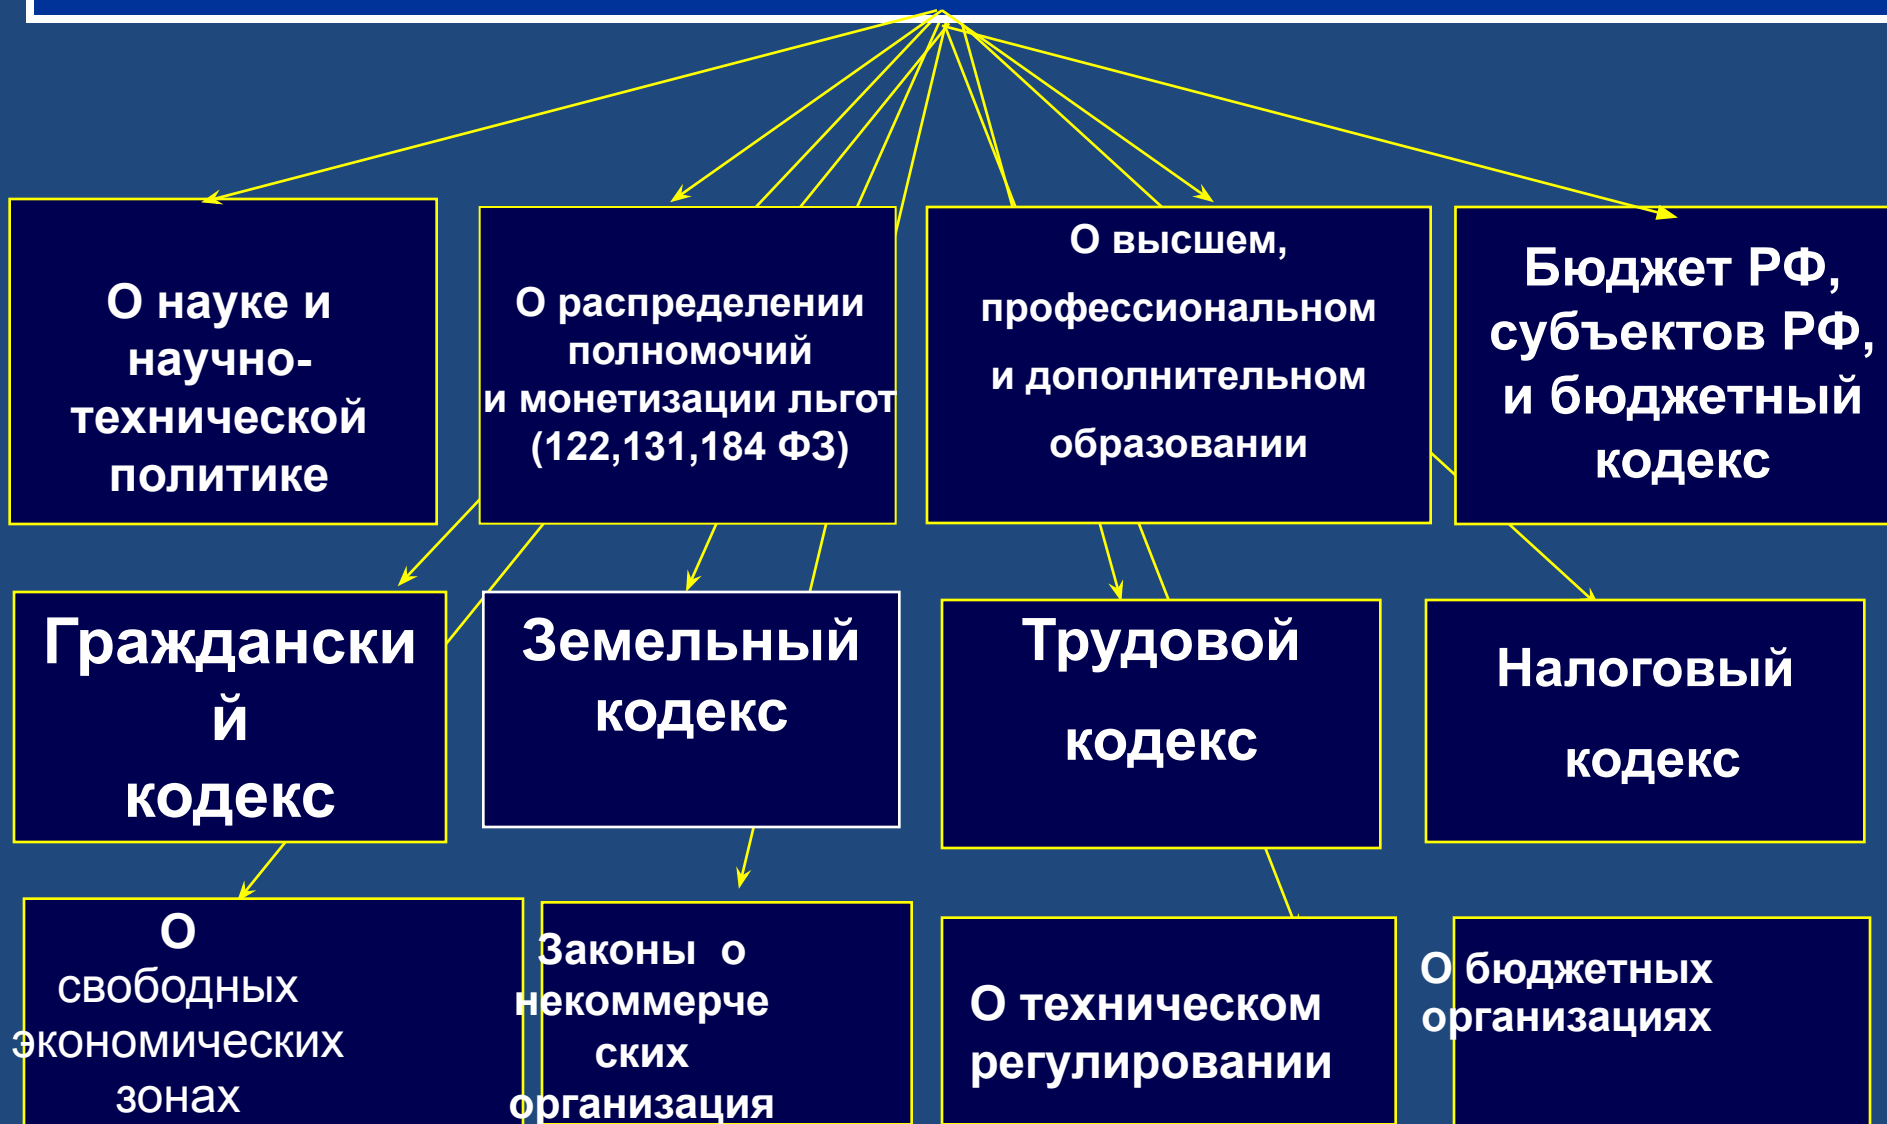 О науке и
научно-
технической
политике
О распределении
полномочий
и монетизации льгот
(122,131,184 ФЗ)
О высшем,
профессиональном
и дополнительном
образовании
Бюджет РФ,
субъектов РФ,
и бюджетный
кодекс
Граждански
й
кодекс
Земельный
кодекс
Трудовой
кодекс
Налоговый
кодекс
О
свободных
экономических
зонах
Законы о
некоммерче
ских
организация
О техническом
регулировании
О бюджетных
организациях